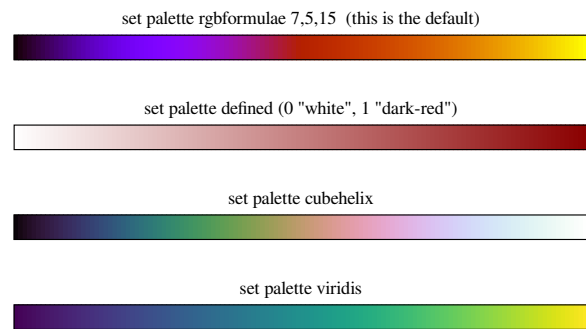 set palette rgbformulae 7,5,15  (this is the default)
set palette defined (0 "white", 1 "dark-red")
set palette cubehelix
set palette viridis